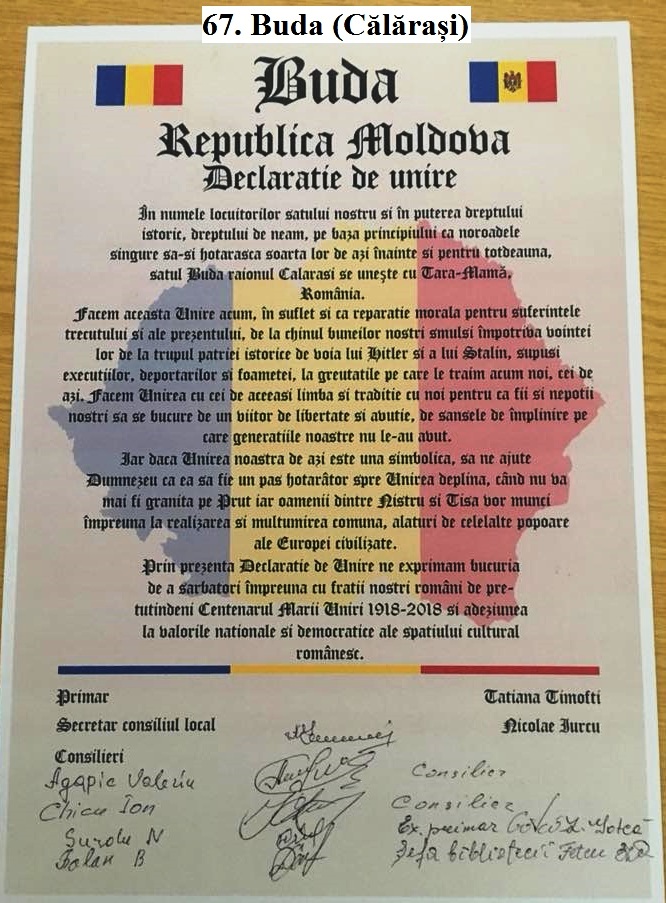 67. Buda (Călărași)
Buda
Republica Moldova
Declaratie de unire
În numele locuitorilor satului nostru si în puterea dreptului
istoric, dreptului de neam, pe baza principiului ca noroadele
singure sa-si hotarasca soarta lor de azi înainte si pentru totdeauna,
satul Buda raionul Calarasi se unește cu Tara-Mamă,
România.
Facem aceasta Unire acum, în suflet si ca reparatie morala pentru suferintele
trecutului si ale prezentului, de la chinul buneilor nostri smulsi împotriva vointei
lor de la trupul patriei istorice de voia lui Hitler si a lui Stalin, supusi
executiilor, deportarilor si foametei, la greutatile pe care le traim acum noi, cei de
azi. Facem Unirea cu cei de aceeasi limba si traditie cu noi pentru ca fii si nepotii
nostri sa se bucure de un viitor de libertate si avutie, de sansele de împlinire pe
care generatiile noastre nu le-au avut.
Iar daca Unirea noastra de azi este una simbolica, sa ne ajute
Dumnezeu ca ea sa fie un pas hotarâtor spre Unirea deplina, când nu va
mai fi granita pe Prut iar oamenii dintre Nistru si Tisa vor munci
împreuna la realizarea si multumirea comuna, alaturi de celelalte popoare
ale Europei civilizate.
Prin prezenta Declaratie de Unire ne exprimam bucuria
de a sarbatori împreuna cu fratii nostri români de pre-
tutindeni Centenarul Marii Uniri 1918-2018 si adeziunea
la valorile nationale si democratice ale spatiului cultural
românesc.
Primar Tatiana Timofti
Secretar consiliul local Nicolae Iurcu
Consilieri
Agapie Valeriu Consilier
Chicu Ion Consilier
Surdu N Ex. primar
Balan B Șefa bibliotecii